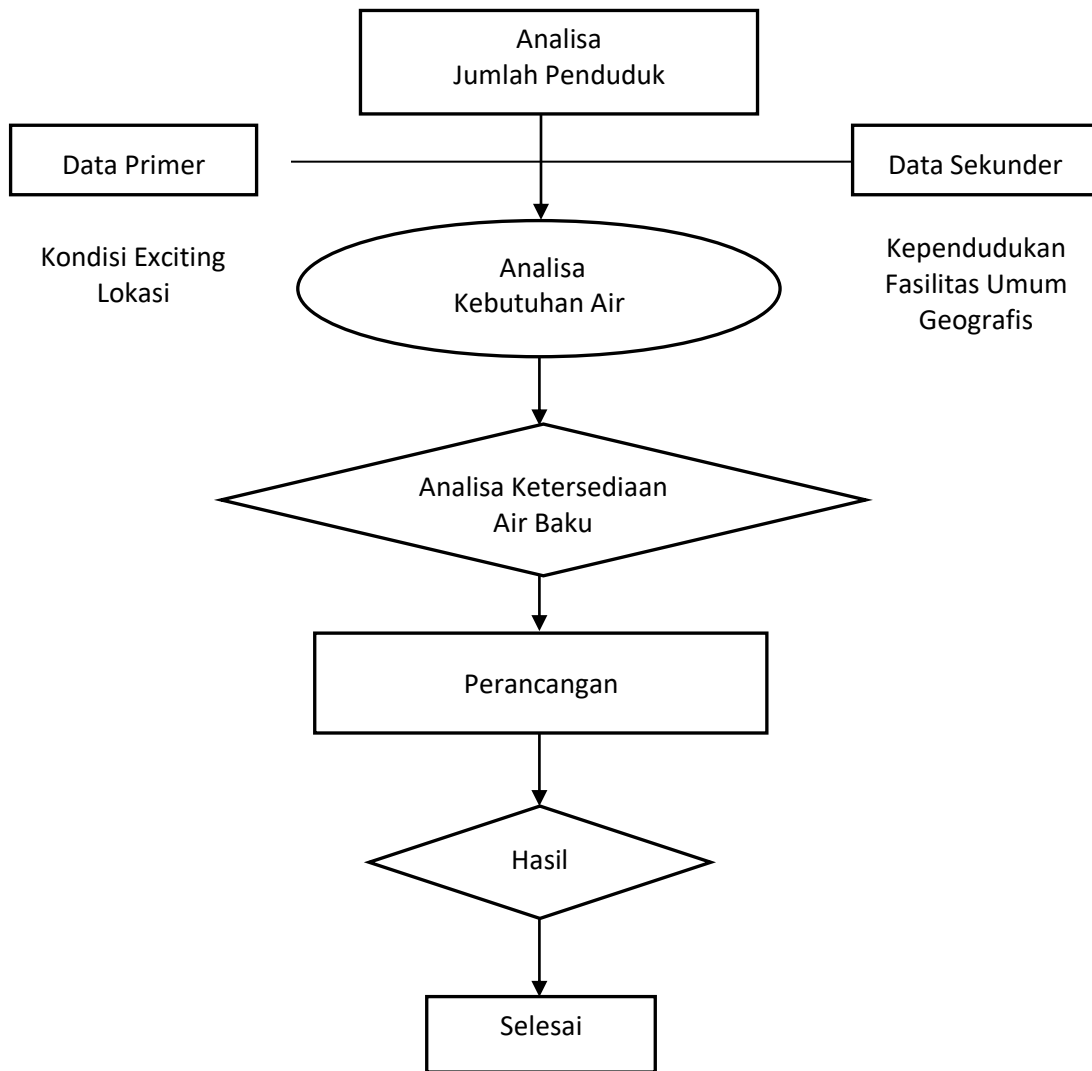 Analisa
Jumlah Penduduk
Data Primer
Data Sekunder
Kondisi Exciting
Lokasi
Analisa
Kebutuhan Air
Kependudukan
Fasilitas Umum
Geografis
Analisa Ketersediaan
Air Baku
Perancangan
Hasil
Selesai